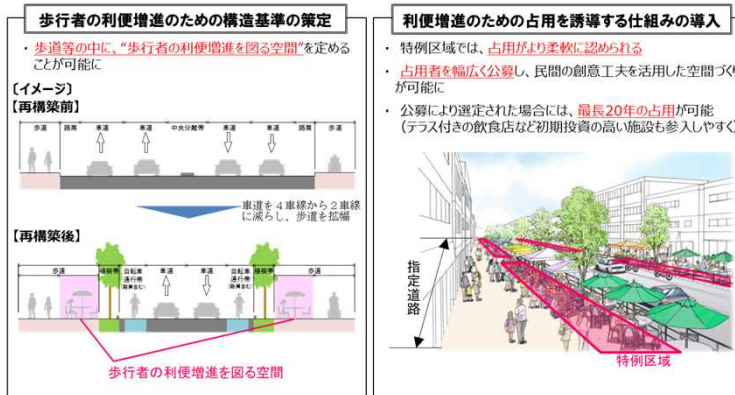 歩行者の利便増進のための構造基準の策定
・ 歩道等の中に、“歩行者の利便増進を図る空間”を定める
ことが可能に
〔イメージ〕
【再構築前】
歩道 路肩 車道 車道 中央分離帯 車道 車道 路肩 歩道
車道を4車線から2車線
に減らし、歩道を拡幅
【再構築後】
歩道 植樹帯 自転車通行帯(路肩含む) 車道 車道 自転車通行帯(路肩含む) 植樹帯 歩道
歩行者の利便増進を図る空間
利便増進のための占用を誘導する仕組みの導入
・ 特例区域では、占用がより柔軟に認められる
・ 占用者を幅広く公募し、民間の創意工夫を活用した空間づくり
が可能に
・ 公募により選定された場合には、最長20年の占用が可能
(テラス付きの飲食店など初期投資の高い施設も参入しやすく)
指定道路
特例区域